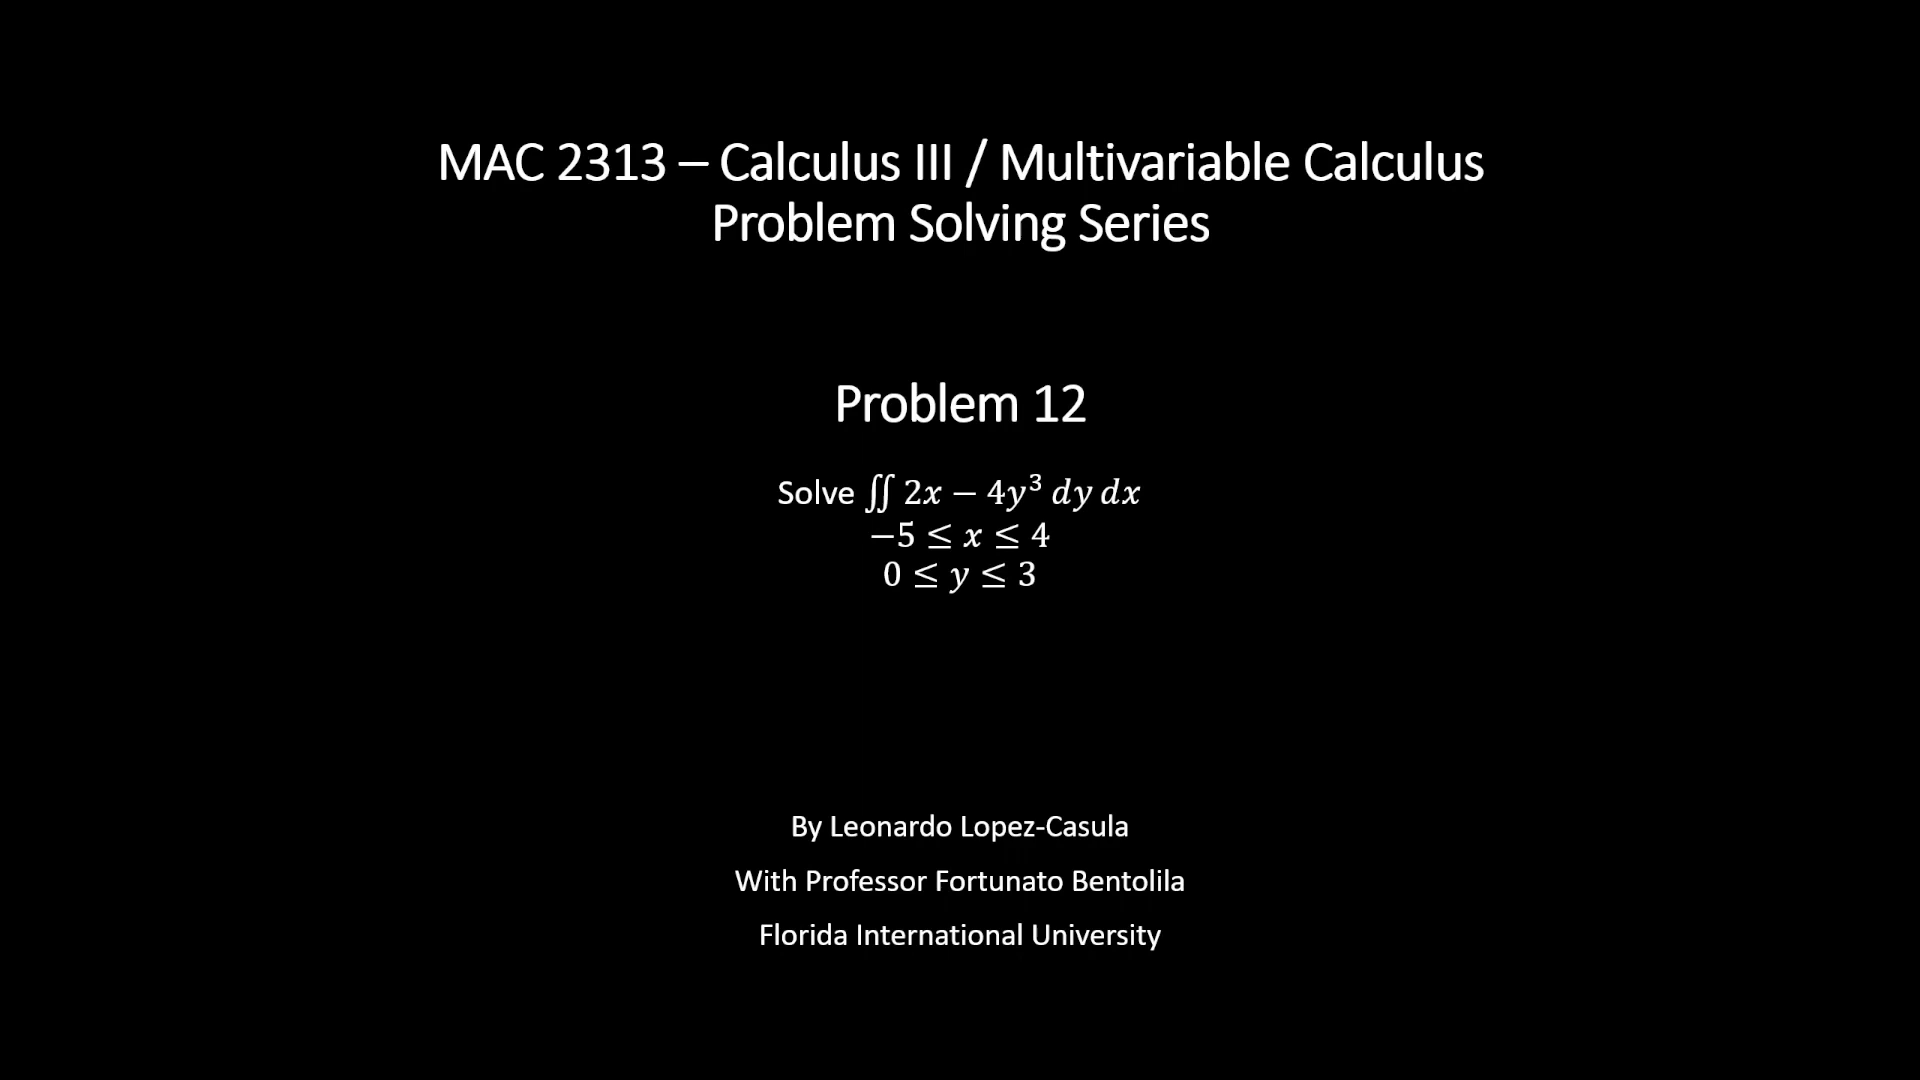 MAC 2313 – Calculus III / Multivariable Calculus
Problem Solving Series
Problem 12
Solve ∬ 2𝑥 − 4𝑦³ 𝑑𝑦 𝑑𝑥
−5 ≤ 𝑥 ≤ 4
0 ≤ 𝑦 ≤ 3
By Leonardo Lopez-Casula
With Professor Fortunato Bentolila
Florida International University